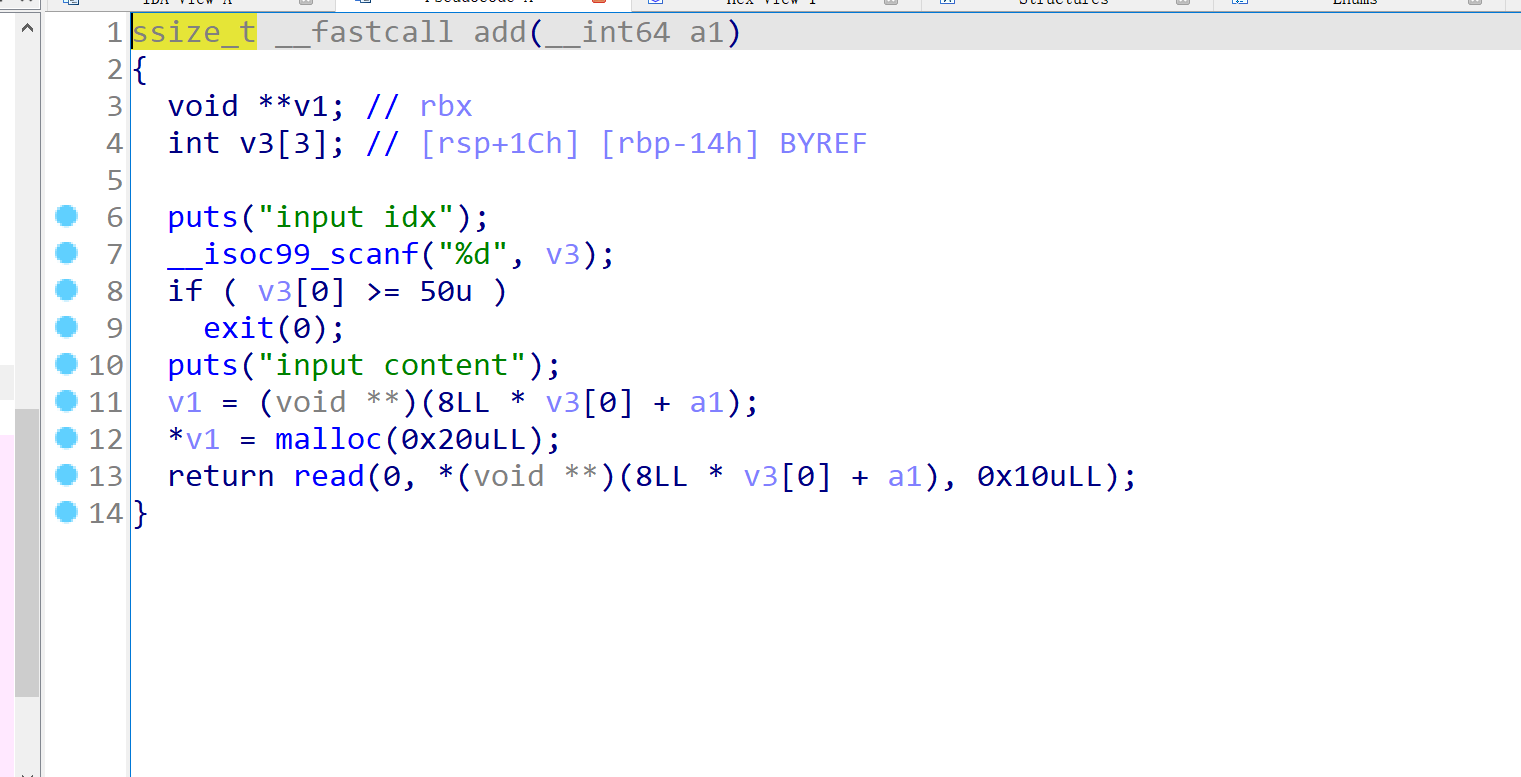 IDA View-A Pseudocode-A Hex View-1 Structures Enums
1 ssize_t __fastcall add(__int64 a1)
2 {
3   void **v1; // rbx
4   int v3[3]; // [rsp+1Ch] [rbp-14h] BYREF
5
6   puts("input idx");
7   __isoc99_scanf("%d", v3);
8   if ( v3[0] >= 50u )
9     exit(0);
10   puts("input content");
11   v1 = (void **)(8LL * v3[0] + a1);
12   *v1 = malloc(0x20uLL);
13   return read(0, *(void **)(8LL * v3[0] + a1), 0x10uLL);
14 }